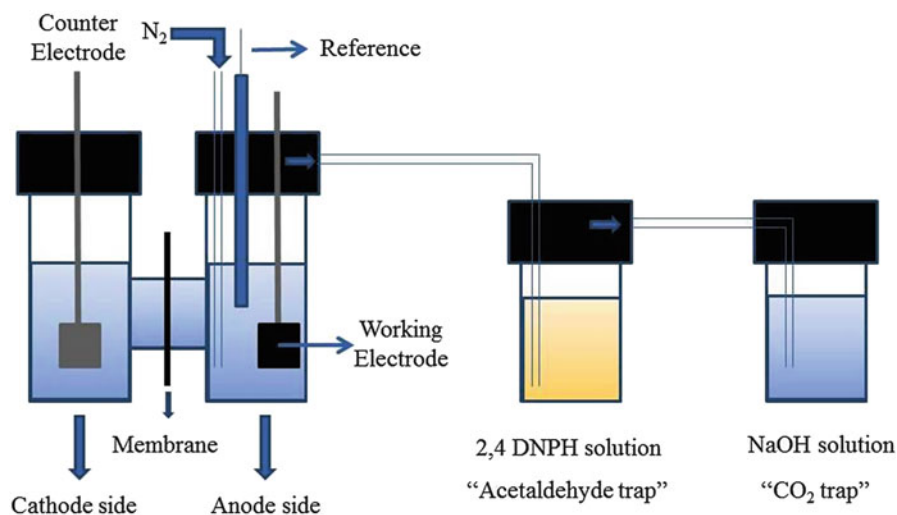 Counter
Electrode
N₂
Reference
Working
Electrode
Membrane
Cathode side
Anode side
2,4 DNPH solution
“Acetaldehyde trap”
NaOH solution
“CO₂ trap”